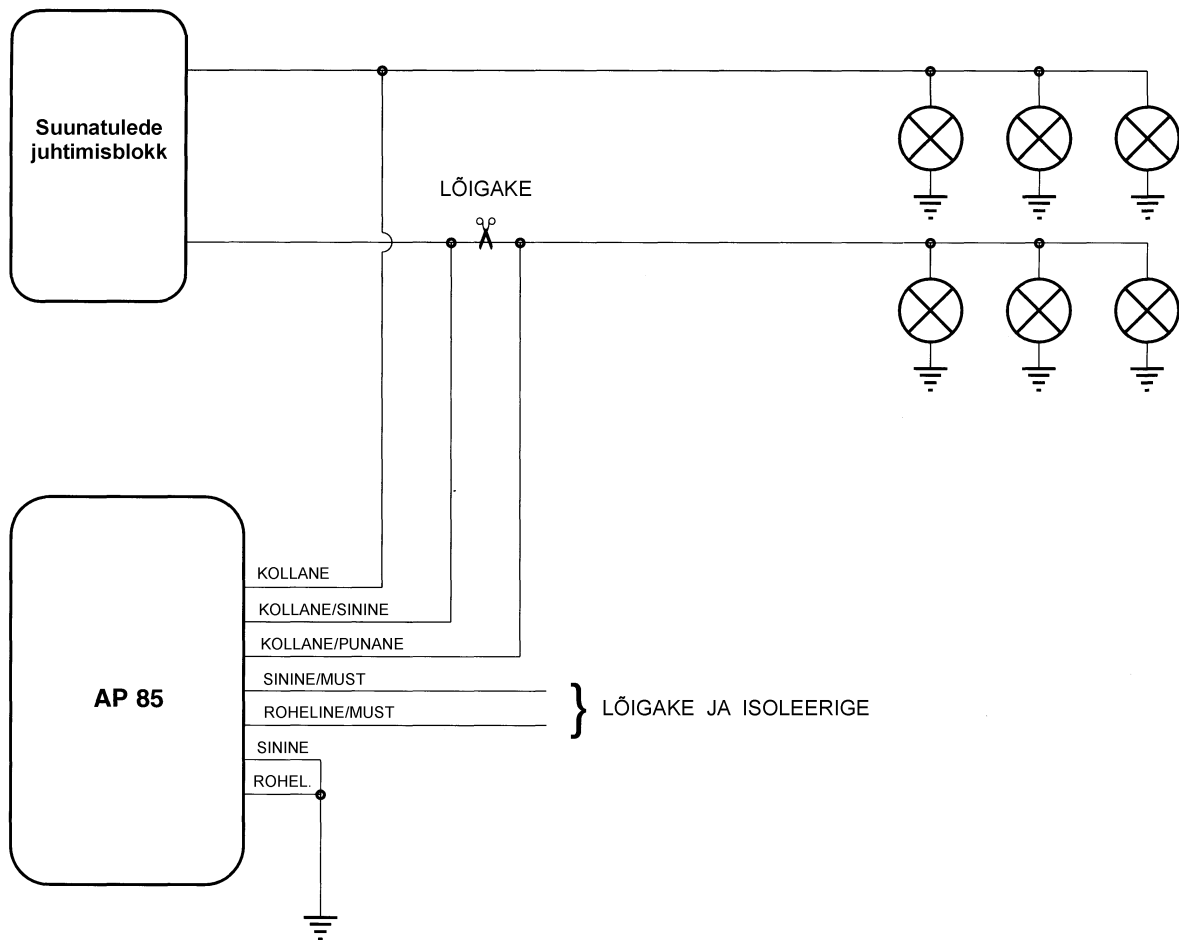 Suunatulede
juhtimisblokk
LÕIGAKE
KOLLANE
KOLLANE/SININE
KOLLANE/PUNANE
SININE/MUST
ROHELINE/MUST
SININE
ROHEL.
AP 85
LÕIGAKE JA ISOLEERIGE